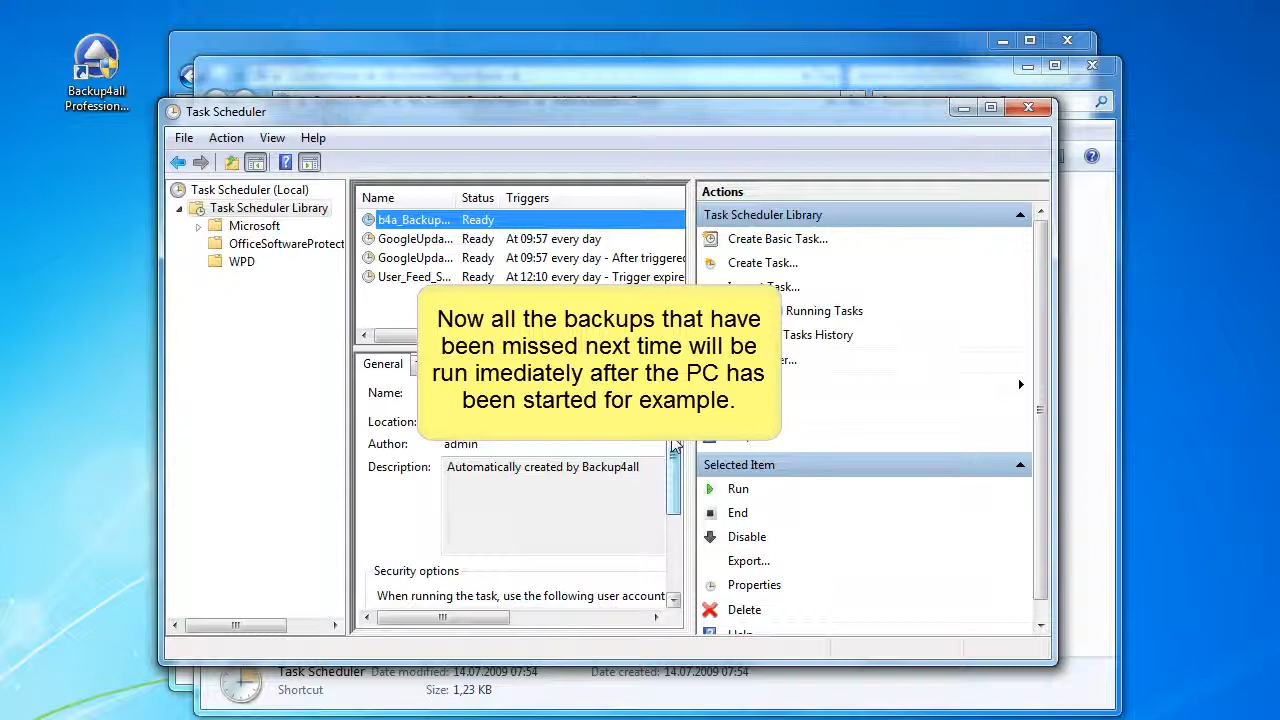 Backup4all
Professional...
Task Scheduler
File Action View Help
Task Scheduler (Local)
Task Scheduler Library
Microsoft
OfficeSoftwareProtect
WPD
Name Status Triggers
b4a_Backup... Ready
GoogleUpda... Ready At 09:57 every day
GoogleUpda... Ready At 09:57 every day - After triggered
User_Feed_S... Ready At 12:10 every day - Trigger expire
Now all the backups that have
been missed next time will be
run imediately after the PC has
been started for example.
General
Name:
Location:
Author: admin
Description: Automatically created by Backup4all
Security options
When running the task, use the following user account
Actions
Task Scheduler Library
Create Basic Task...
Create Task...
Task...
Running Tasks
Tasks History
Selected Item
Run
End
Disable
Export...
Properties
Delete
Help
Task Scheduler Date modified: 14.07.2009 07:54 Date created: 14.07.2009 07:54
Shortcut Size: 1,23 KB